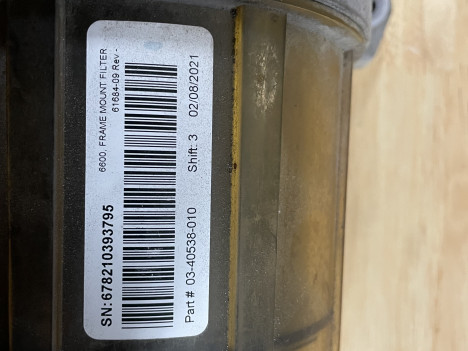 6600, FRAME MOUNT FILTER
61684-09 Rev -
SN: 678210393795
Part # 03-40538-010 Shift: 3 02/08/2021